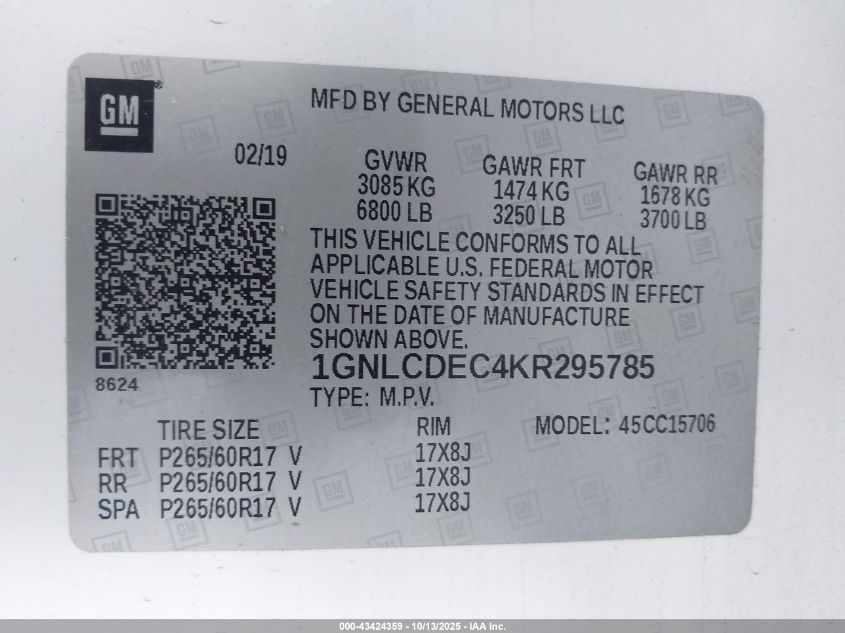 GM
MFD BY GENERAL MOTORS LLC
02/19
GVWR GAWR FRT GAWR RR
3085 KG 1474 KG 1678 KG
6800 LB 3250 LB 3700 LB
THIS VEHICLE CONFORMS TO ALL
APPLICABLE U.S. FEDERAL MOTOR
VEHICLE SAFETY STANDARDS IN EFFECT
ON THE DATE OF MANUFACTURE
SHOWN ABOVE.
1GNLCDEC4KR295785
8624
TYPE: M.P.V.
TIRE SIZE RIM MODEL: 45CC15706
FRT P265/60R17 V 17X8J
RR P265/60R17 V 17X8J
SPA P265/60R17 V 17X8J
000-43424359 - 10/13/2025 - IAA Inc.